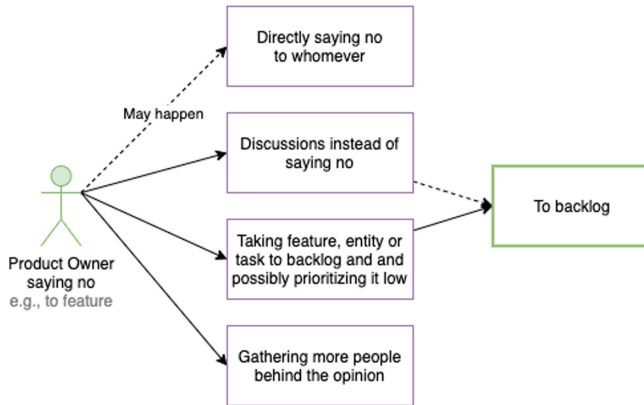 Directly saying no
to whomever
May happen
Discussions instead of
saying no
To backlog
Product Owner
saying no
e.g., to feature
Taking feature, entity or
task to backlog and and
possibly prioritizing it low
Gathering more people
behind the opinion